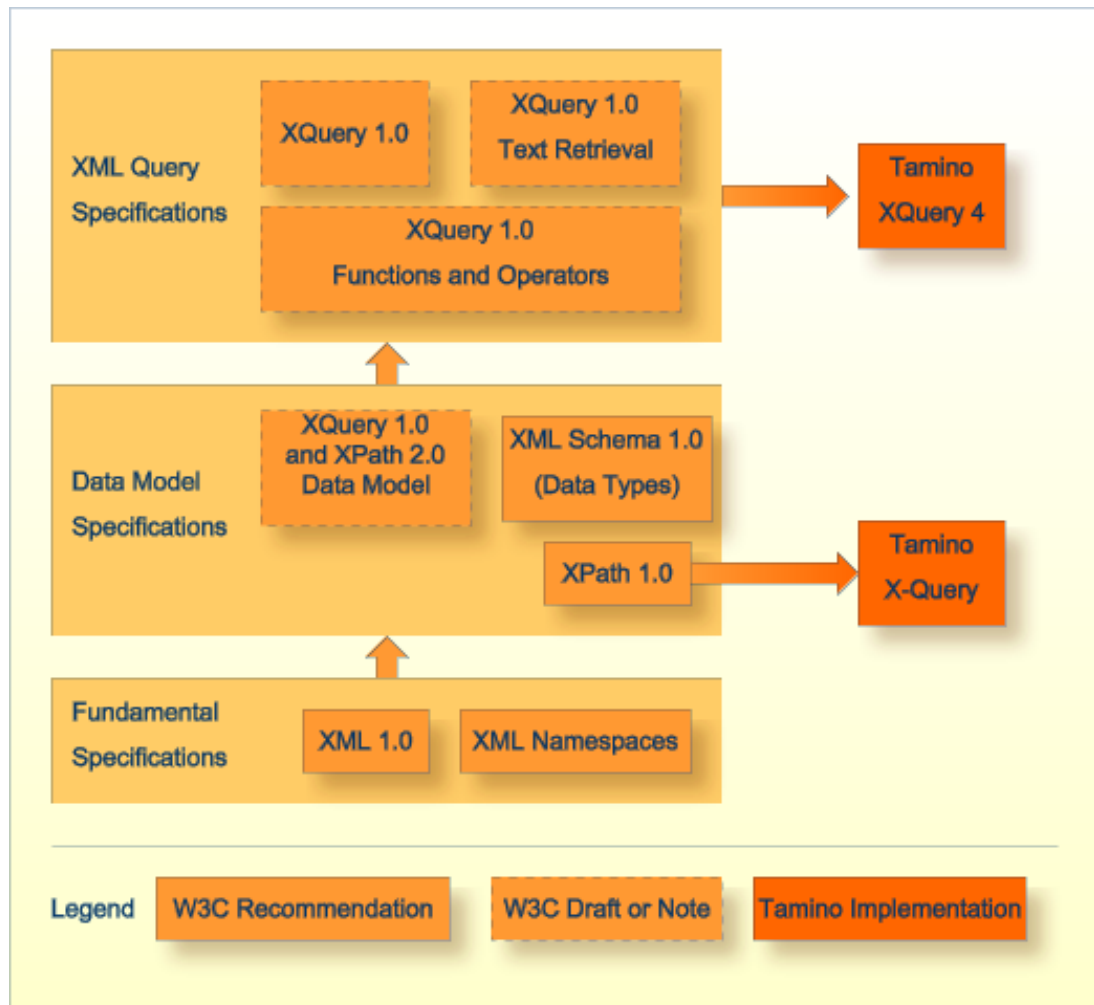 XML Query
Specifications
XQuery 1.0
XQuery 1.0
Text Retrieval
XQuery 1.0
Functions and Operators
Tamino
XQuery 4
Data Model
Specifications
XQuery 1.0
and XPath 2.0
Data Model
XML Schema 1.0
(Data Types)
XPath 1.0
Tamino
X-Query
Fundamental
Specifications
XML 1.0
XML Namespaces
Legend
W3C Recommendation
W3C Draft or Note
Tamino Implementation